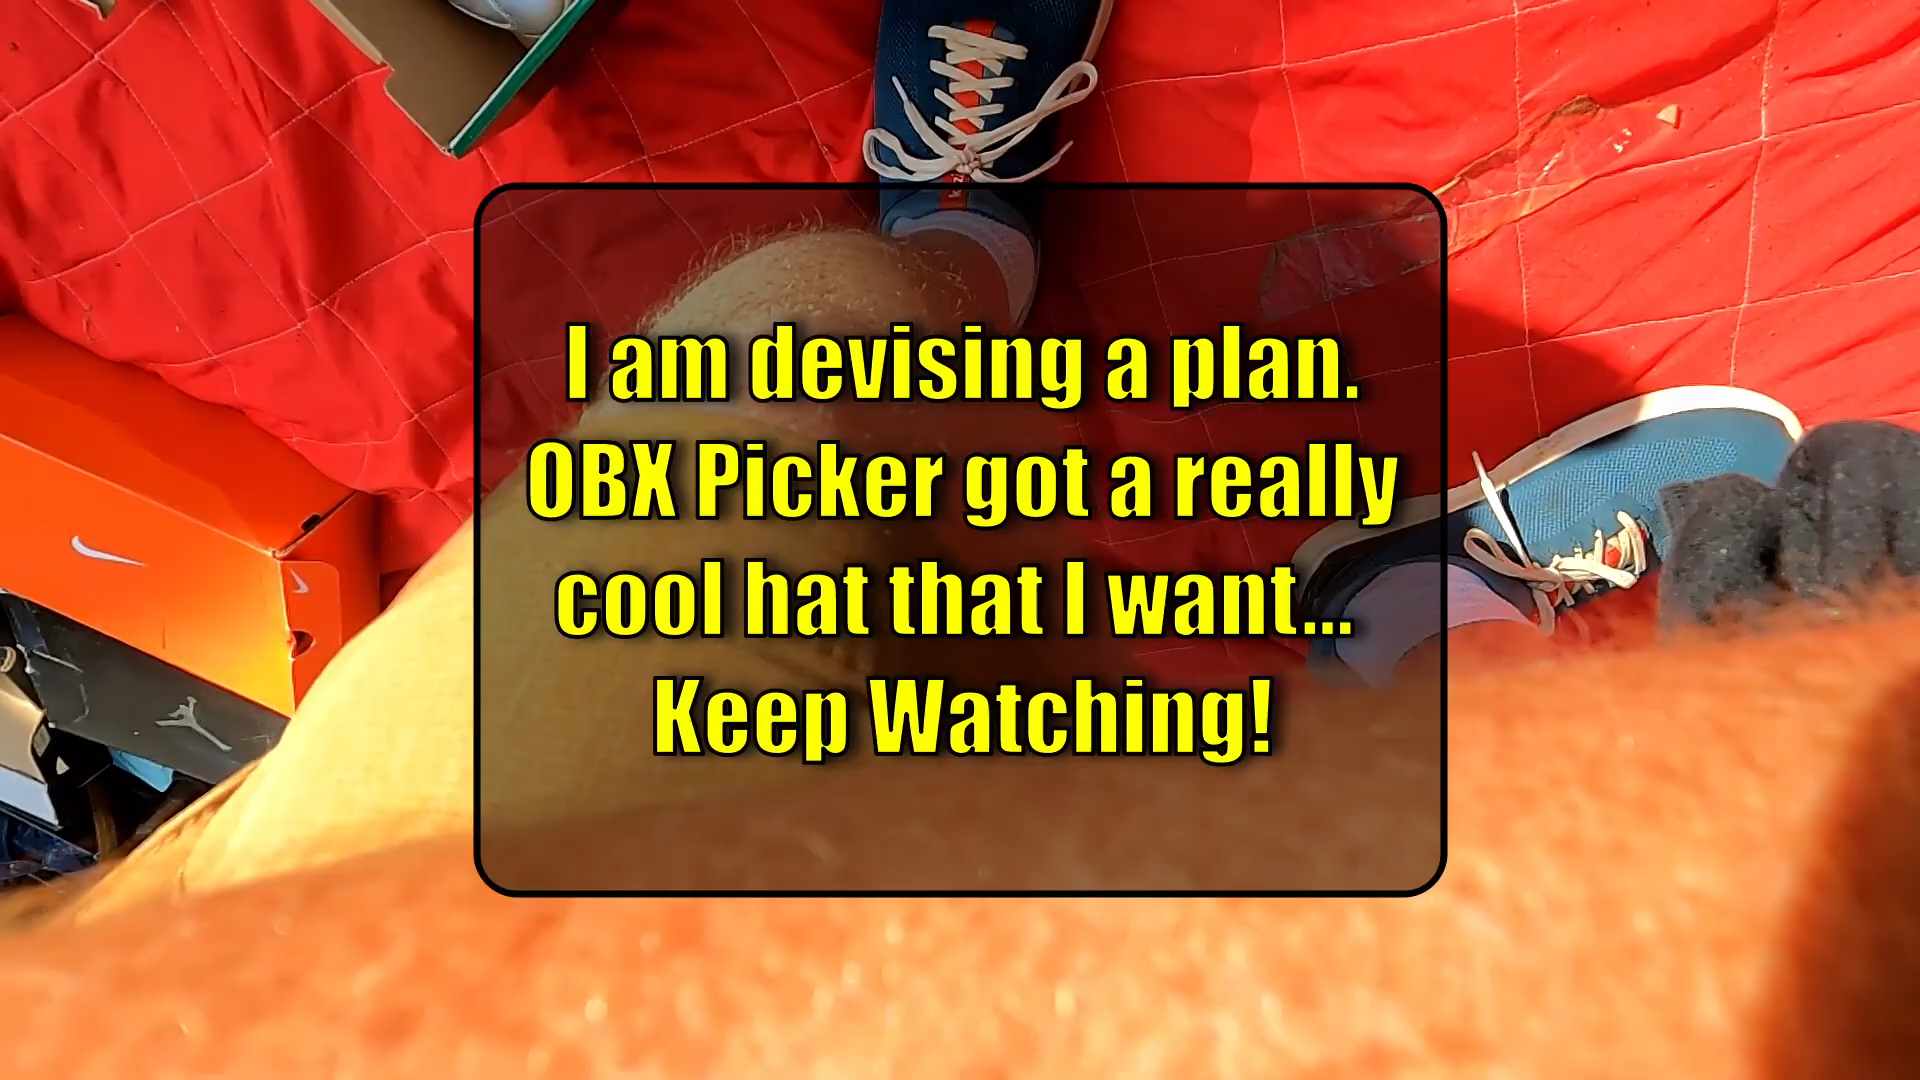 I am devising a plan.
OBX Picker got a really
cool hat that I want...
Keep Watching!